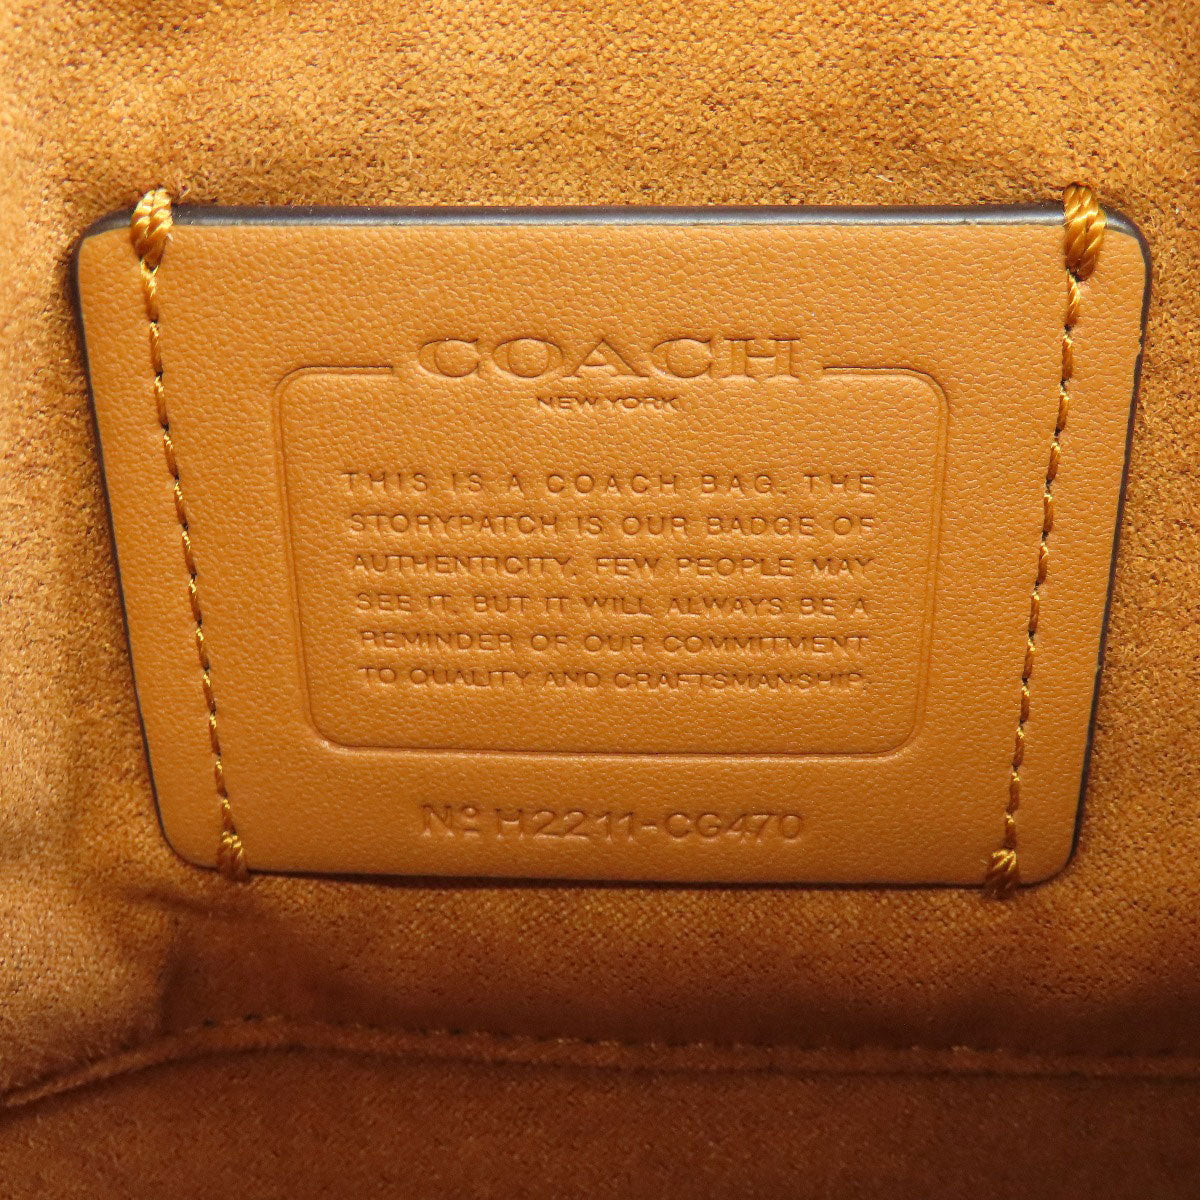 COACH
NEW YORK
THIS IS A COACH BAG. THE
STORYPATCH IS OUR BADGE OF
AUTHENTICITY. FEW PEOPLE MAY
SEE IT, BUT IT WILL ALWAYS BE A
REMINDER OF OUR COMMITMENT
TO QUALITY AND CRAFTSMANSHIP.
Nº H2211-CG470